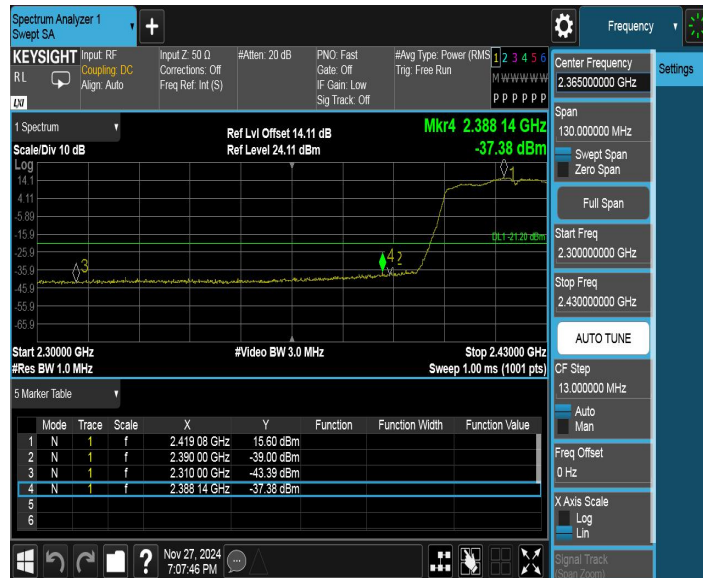 Spectrum Analyzer 1
Swept SA
+
Frequency
KEYSIGHT
RL
LXI
Input: RF
Coupling: DC
Align: Auto
Input Z: 50 Ω
Corrections: Off
Freq Ref: Int (S)
#Atten: 20 dB
PNO: Fast
Gate: Off
IF Gain: Low
Sig Track: Off
#Avg Type: Power (RMS
Trig: Free Run
1 2 3 4 5 6
M W W W W W
P P P P P P
1 Spectrum
Scale/Div 10 dB
Ref Lvl Offset 14.11 dB
Ref Level 24.11 dBm
Mkr4 2.388 14 GHz
-37.38 dBm
Log
14.1
4.11
-5.89
-15.9
-25.9
-35.9
-45.9
-55.9
-65.9
1
DL1 -21.20 dBm
4 2
3
Start 2.30000 GHz
#Res BW 1.0 MHz
#Video BW 3.0 MHz
Stop 2.43000 GHz
Sweep 1.00 ms (1001 pts)
5 Marker Table
Mode Trace Scale X Y Function Function Width Function Value
1 N 1 f 2.419 08 GHz 15.60 dBm
2 N 1 f 2.390 00 GHz -39.00 dBm
3 N 1 f 2.310 00 GHz -43.39 dBm
4 N 1 f 2.388 14 GHz -37.38 dBm
5
6
?
Nov 27, 2024
7:07:46 PM
Center Frequency
2.365000000 GHz
Settings
Span
130.000000 MHz
Swept Span
Zero Span
Full Span
Start Freq
2.300000000 GHz
Stop Freq
2.430000000 GHz
AUTO TUNE
CF Step
13.000000 MHz
Auto
Man
Freq Offset
0 Hz
X Axis Scale
Log
Lin
Signal Track
(Span Zoom)